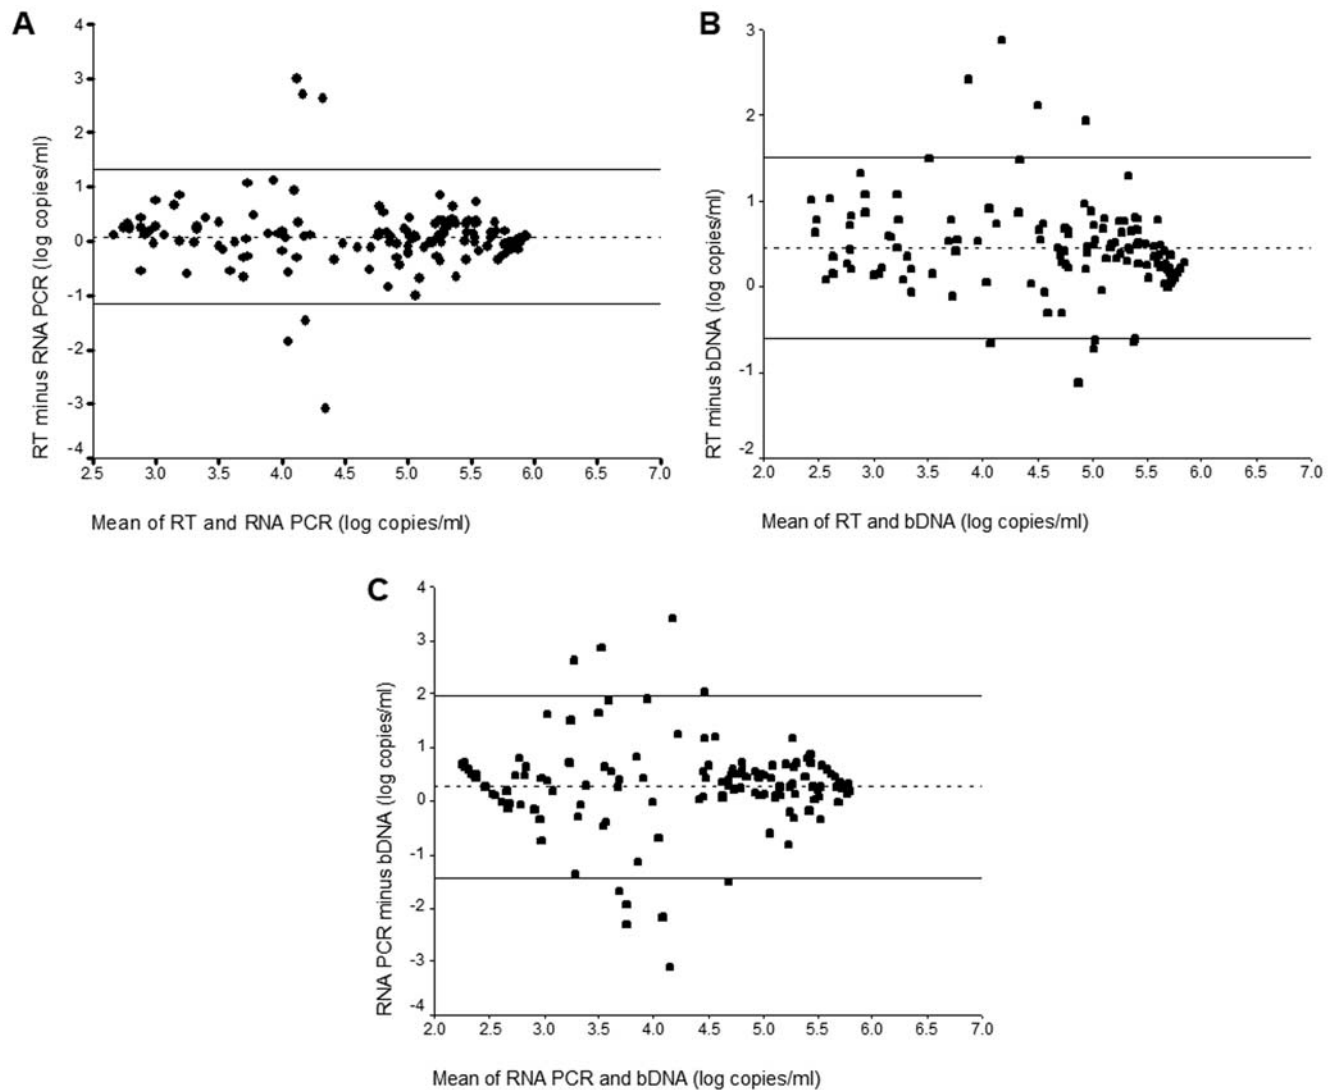 A
RT minus RNA PCR (log copies/ml)
4
3
2
1
0
-1
-2
-3
-4
2.5 3.0 3.5 4.0 4.5 5.0 5.5 6.0 6.5 7.0
Mean of RT and RNA PCR (log copies/ml)
B
RT minus bDNA (log copies/ml)
3
2
1
0
-1
-2
2.0 2.5 3.0 3.5 4.0 4.5 5.0 5.5 6.0 6.5 7.0
Mean of RT and bDNA (log copies/ml)
C
RNA PCR minus bDNA (log copies/ml)
4
3
2
1
0
-1
-2
-3
-4
2.0 2.5 3.0 3.5 4.0 4.5 5.0 5.5 6.0 6.5 7.0
Mean of RNA PCR and bDNA (log copies/ml)